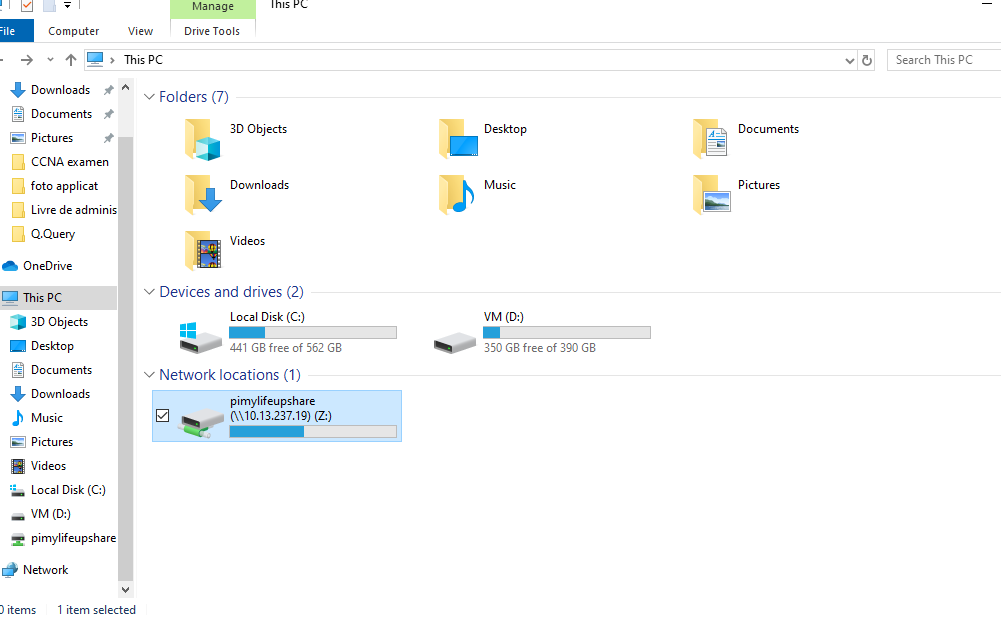 Manage
This PC
File
Computer
View
Drive Tools
This PC
Search This PC
Downloads
Documents
Pictures
CCNA examen
foto applicat
Livre de adminis
Q.Query
OneDrive
This PC
3D Objects
Desktop
Documents
Downloads
Music
Pictures
Videos
Local Disk (C:)
VM (D:)
pimylifeupshare
Network
Folders (7)
3D Objects
Desktop
Documents
Downloads
Music
Pictures
Videos
Devices and drives (2)
Local Disk (C:)
441 GB free of 562 GB
VM (D:)
350 GB free of 390 GB
Network locations (1)
pimylifeupshare
(\\10.13.237.19) (Z:)
0 items
1 item selected